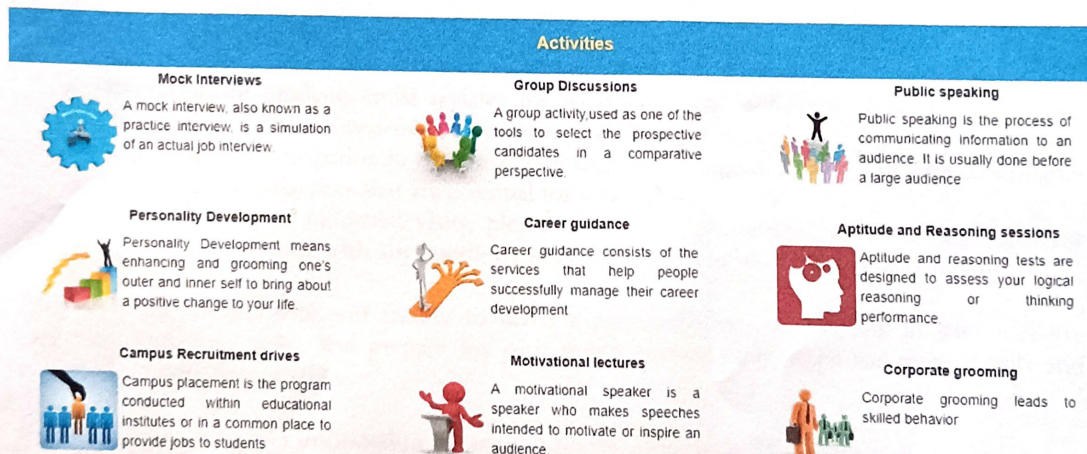 Activities
Mock Interviews
A mock interview, also known as a
practice interview, is a simulation
of an actual job interview.
Group Discussions
A group activity,used as one of the
tools to select the prospective
candidates in a comparative
perspective.
Public speaking
Public speaking is the process of
communicating information to an
audience. It is usually done before
a large audience
Personality Development
Personality Development means
enhancing and grooming one's
outer and inner self to bring about
a positive change to your life.
Career guidance
Career guidance consists of the
services that help people
successfully manage their career
development
Aptitude and Reasoning sessions
Aptitude and reasoning tests are
designed to assess your logical
reasoning or thinking
performance.
Campus Recruitment drives
Campus placement is the program
conducted within educational
institutes or in a common place to
provide jobs to students
Motivational lectures
A motivational speaker is a
speaker who makes speeches
intended to motivate or inspire an
audience.
Corporate grooming
Corporate grooming leads to
skilled behavior